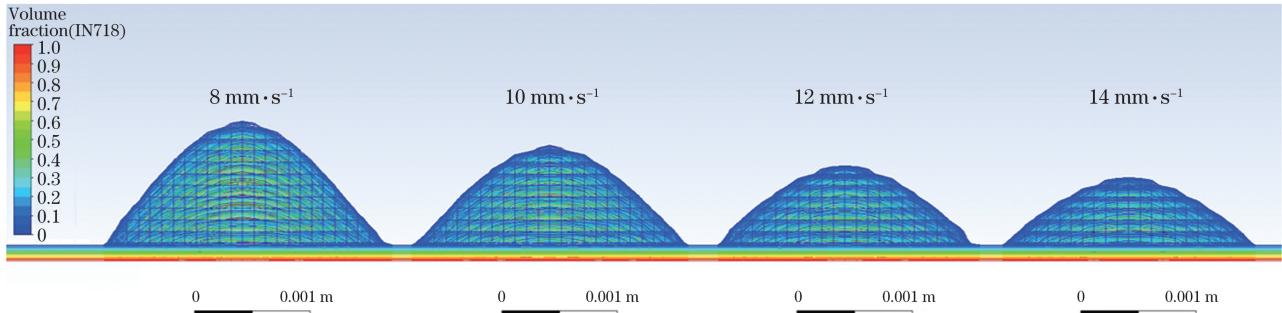 Volume
fraction(IN718)
1.0
0.9
0.8
0.7
0.6
0.5
0.4
0.3
0.2
0.1
0
8 mm·s⁻¹
10 mm·s⁻¹
12 mm·s⁻¹
14 mm·s⁻¹
0 0.001 m
0 0.001 m
0 0.001 m
0 0.001 m